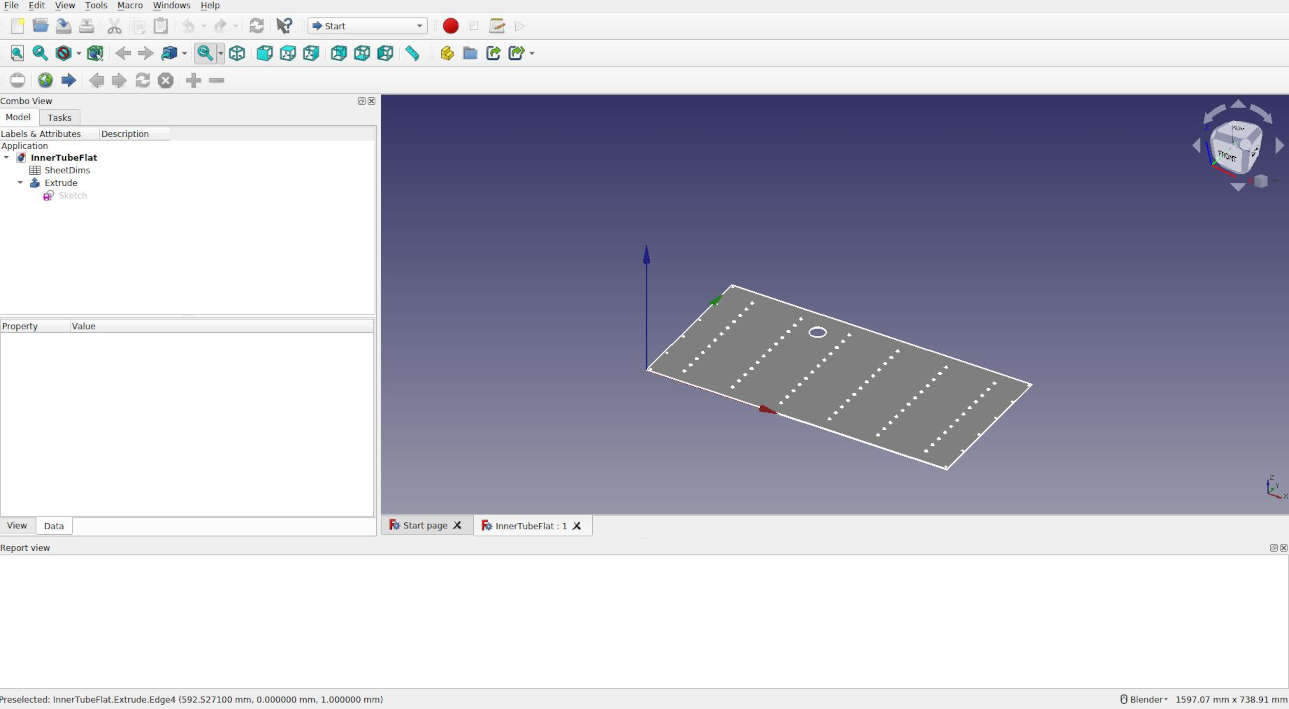 File Edit View Tools Macro Windows Help
Start
Combo View
Model Tasks
Labels & Attributes Description
Application
InnerTubeFlat
SheetDims
Extrude
Sketch
FRONT
Z
Y
X
Property Value
View Data
Start page InnerTubeFlat : 1
Report view
Preselected: InnerTubeFlat.Extrude.Edge4 (592.527100 mm, 0.000000 mm, 1.000000 mm)
Blender 1597.07 mm x 738.91 mm